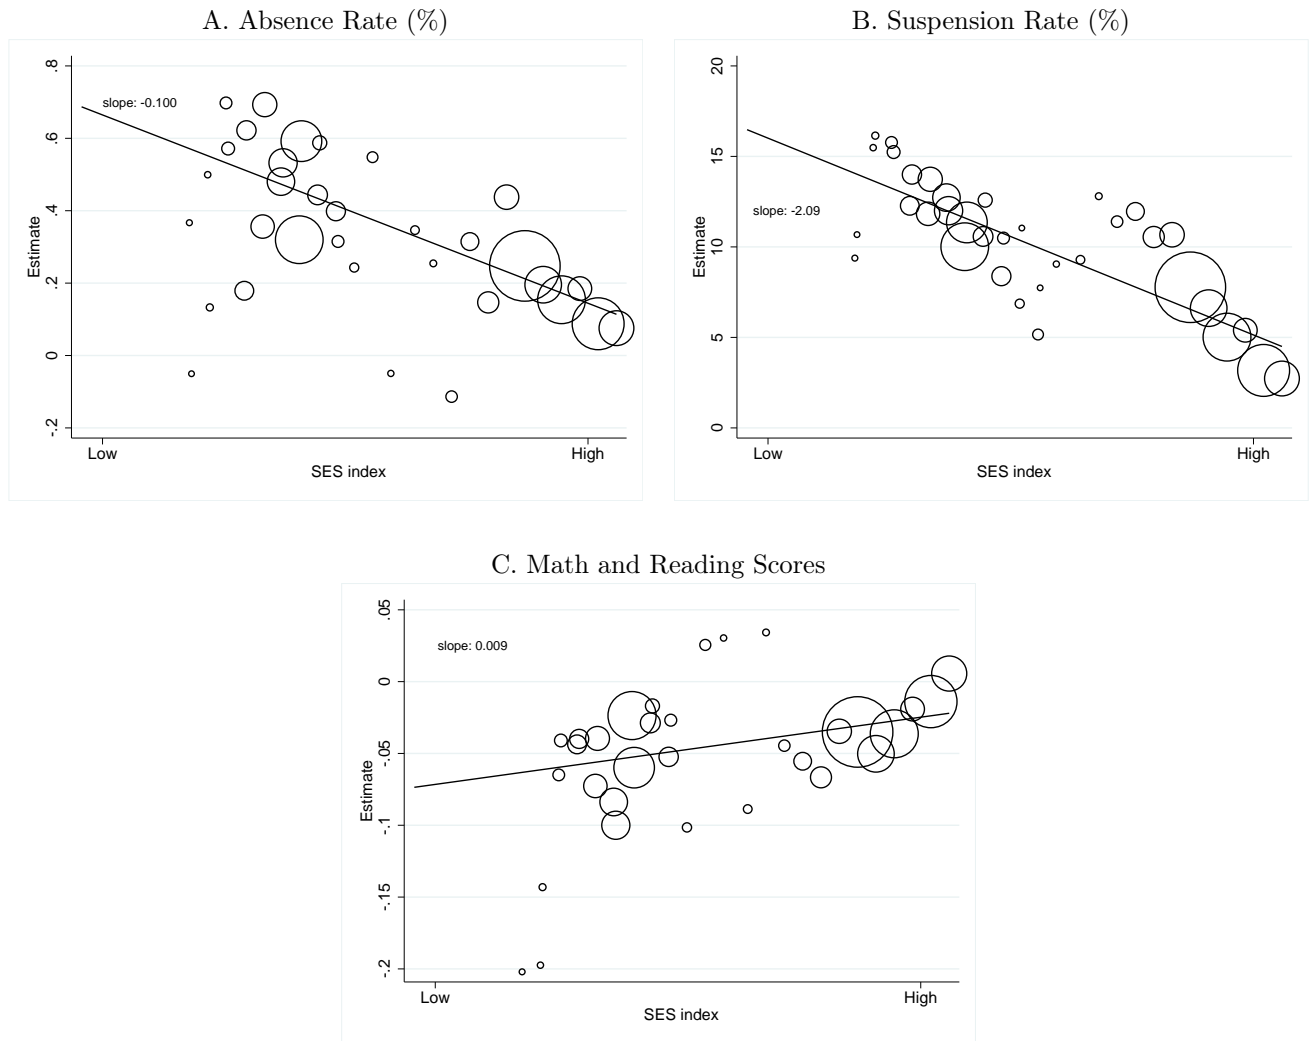 A. Absence Rate (%)
.8
.6
.4
.2
0
-.2
Estimate
slope: -0.100
Low
High
SES index
B. Suspension Rate (%)
20
15
10
5
0
Estimate
slope: -2.09
Low
High
SES index
C. Math and Reading Scores
.05
0
-.05
-.1
-.15
-.2
Estimate
slope: 0.009
Low
High
SES index